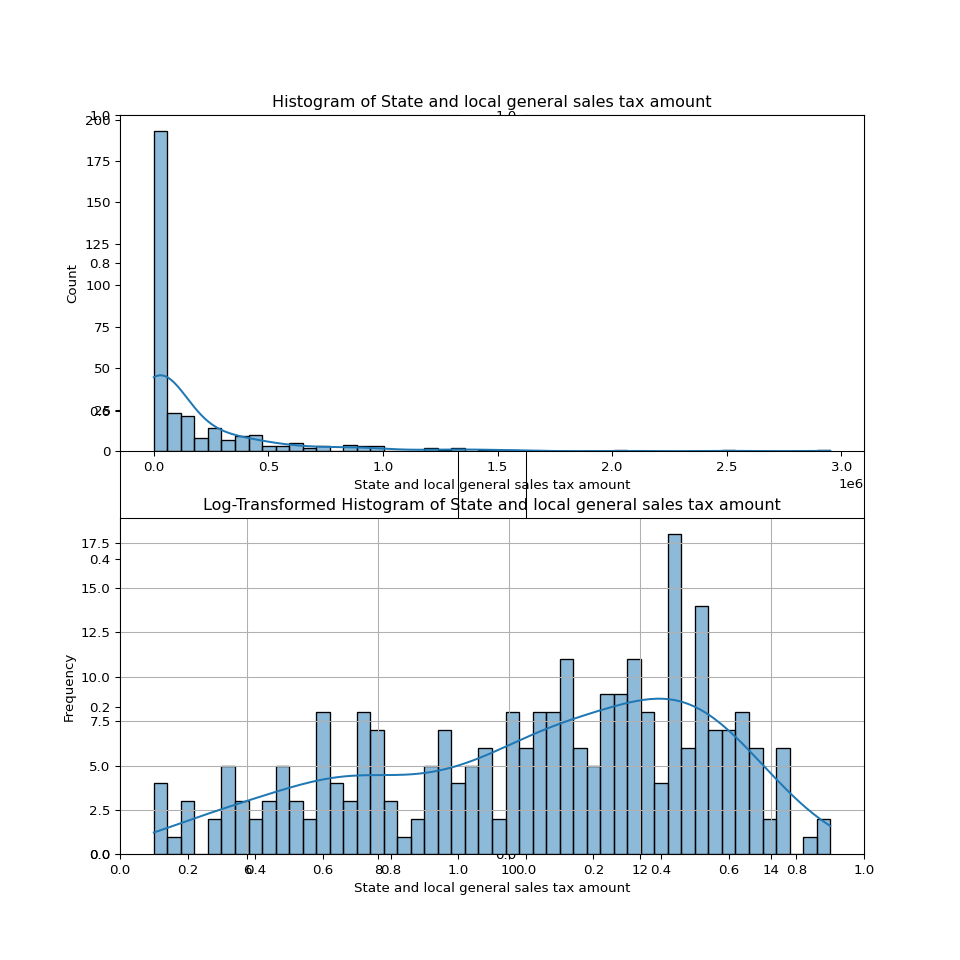 Histogram of State and local general sales tax amount
1.0 1.0
200
175
150
125
0.8
Count
100
75
50
25
0.6
0
0.0 0.5 1.0 1.5 2.0 2.5 3.0
1e6
State and local general sales tax amount
Log-Transformed Histogram of State and local general sales tax amount
17.5
0.4
15.0
12.5
10.0
Frequency
0.2
7.5
5.0
2.5
0.0 0.0
0.0 0.2 6 0.4 0.6 8 0.8 1.0 10 0.0 0.2 12 0.4 0.6 14 0.8 1.0
State and local general sales tax amount